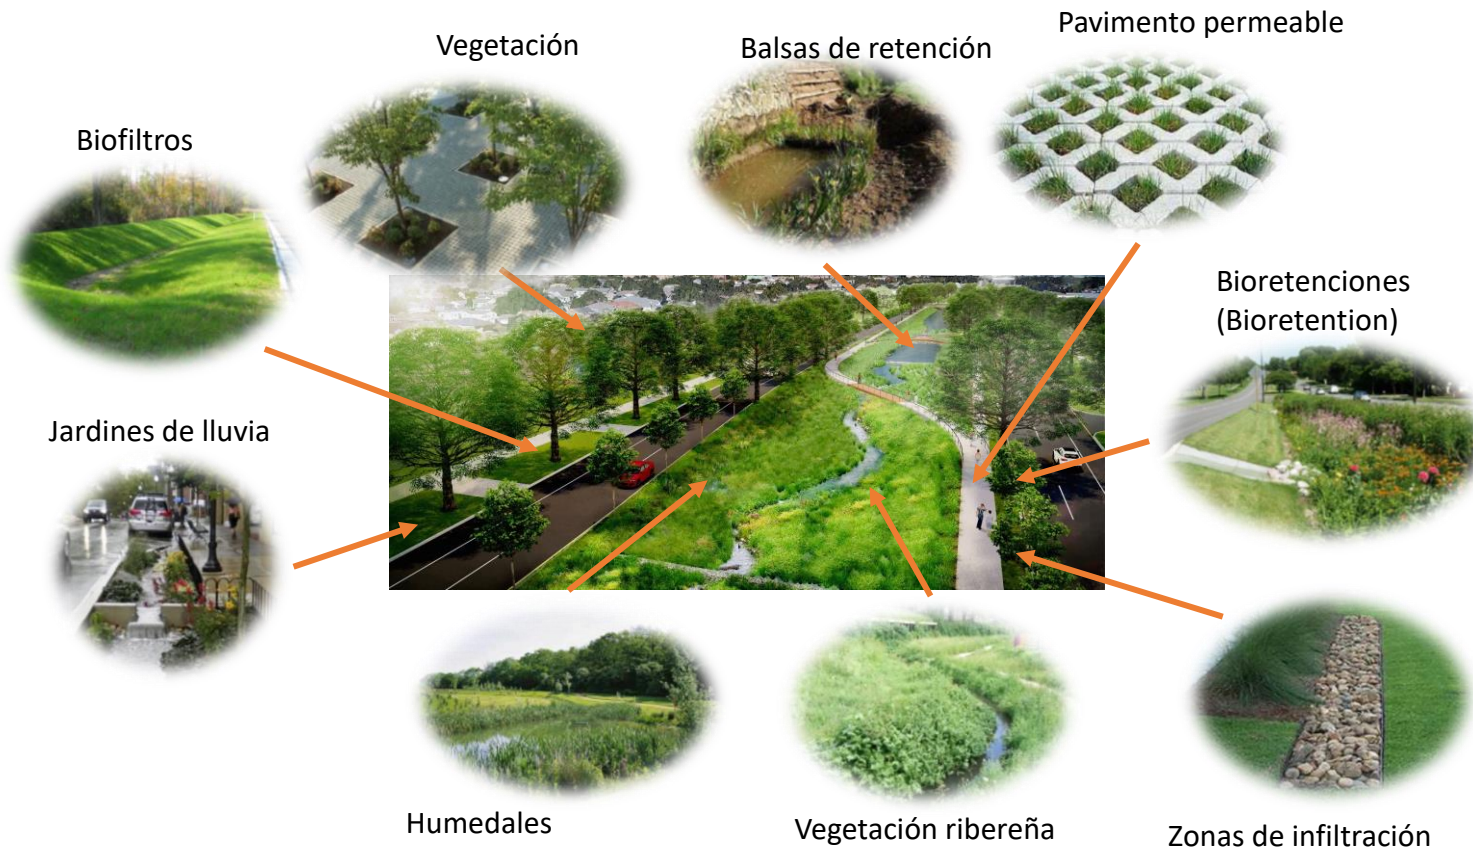 Pavimento permeable
Vegetación
Balsas de retención
Biofiltros
Bioretenciones
(Bioretention)
Jardines de lluvia
Humedales
Vegetación ribereña
Zonas de infiltración